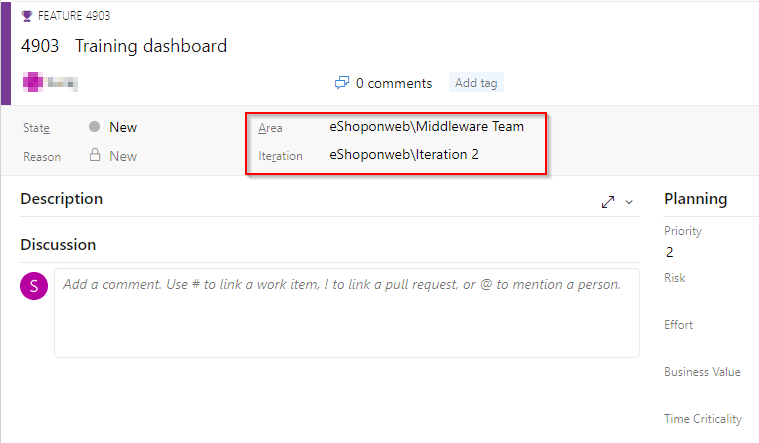 FEATURE 4903
4903 Training dashboard
0 comments Add tag
State New
Area eShoponweb\Middleware Team
Reason New
Iteration eShoponweb\Iteration 2
Description
Planning
Priority
2
Risk
Effort
Business Value
Time Criticality
Discussion
S
Add a comment. Use # to link a work item, ! to link a pull request, or @ to mention a person.